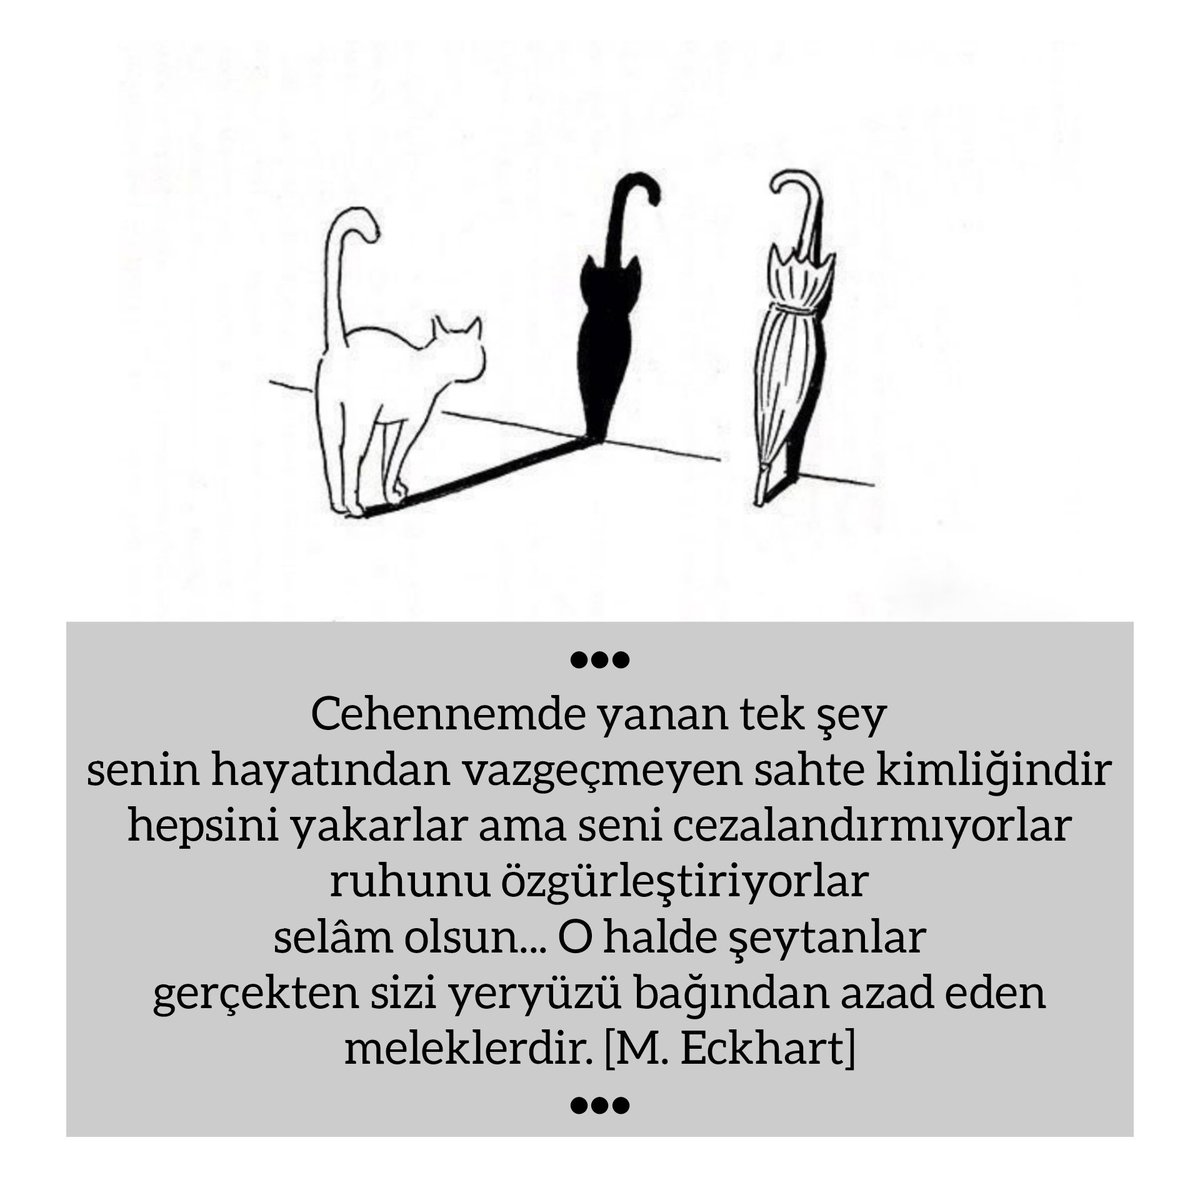 •••
Cehennemde yanan tek şey
senin hayatından vazgeçmeyen sahte kimliğindir
hepsini yakarlar ama seni cezalandırmıyorlar
ruhunu özgürleştiriyorlar
selâm olsun... O halde şeytanlar
gerçekten sizi yeryüzü bağından azad eden
meleklerdir. [M. Eckhart]
•••